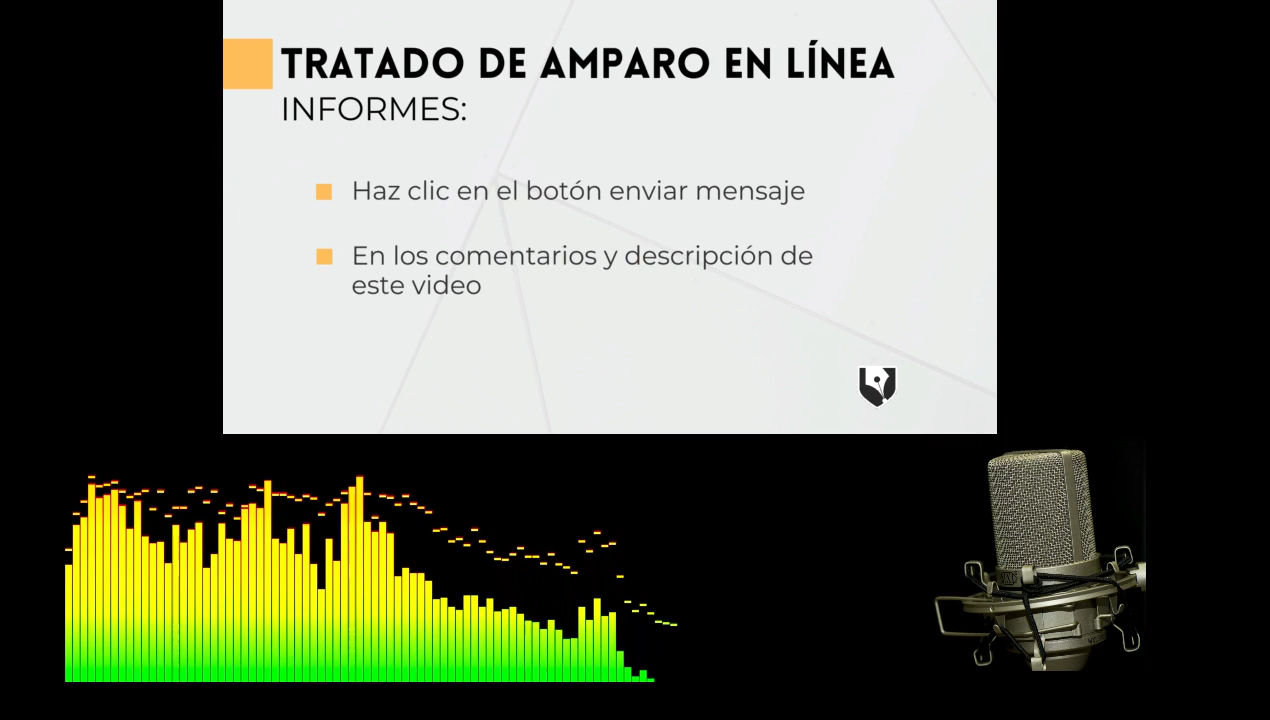 TRATADO DE AMPARO EN LÍNEA
INFORMES:
Haz clic en el botón enviar mensaje
En los comentarios y descripción de
este video